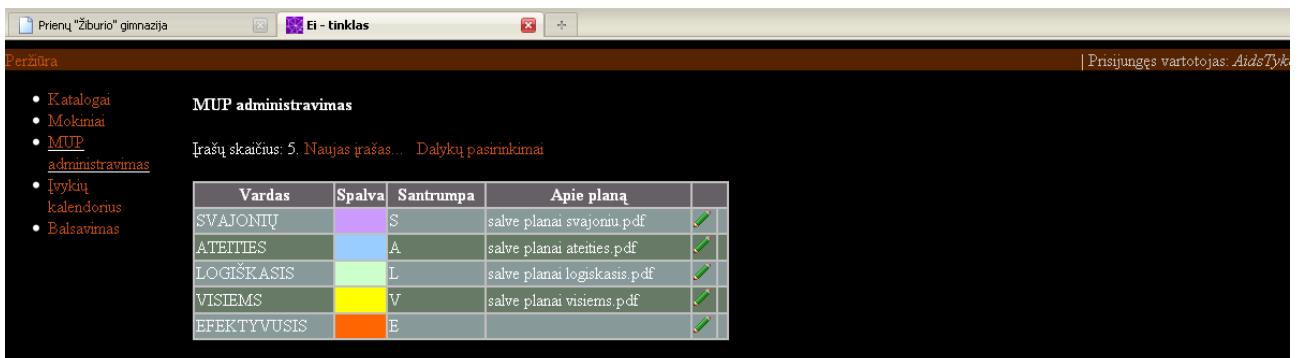 Prienų "Žiburio" gimnazija
Ei - tinklas
Peržiūra
| Prisijungęs vartotojas: AidsTyk
Katalogai
Mokiniai
MUP
administravimas
Įvykių
kalendorius
Balsavimas
MUP administravimas
Įrašų skaičius: 5. Naujas įrašas... Dalykų pasirinkimai
Vardas Spalva Santrumpa Apie planą
SVAJONIŲ S salve planai svajoniu.pdf
ATEITIES A salve planai ateities.pdf
LOGIŠKASIS L salve planai logiskasis.pdf
VISIEMS V salve planai visiems.pdf
EFEKTYVUSIS E